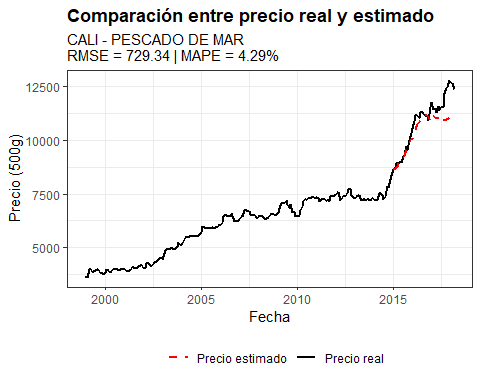 Comparación entre precio real y estimado
CALI - PESCADO DE MAR
RMSE = 729.34 | MAPE = 4.29%
Precio (500g)
12500
10000
7500
5000
2000
2005
2010
2015
Fecha
Precio estimado
Precio real